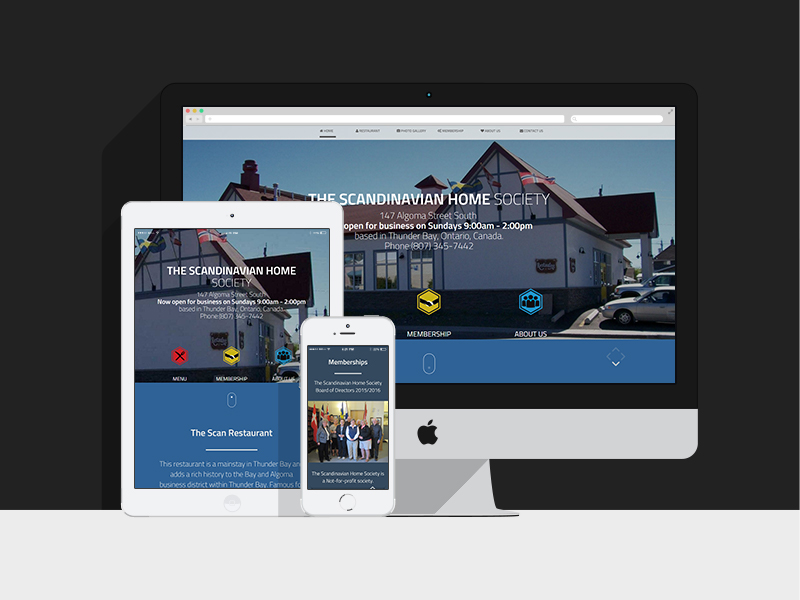 HOME
RESTAURANT
PHOTO GALLERY
MEMBERSHIP
ABOUT US
CONTACT US
THE SCANDINAVIAN HOME SOCIETY
147 Algoma Street South
open for business on Sundays 9:00am - 2:00pm
based in Thunder Bay, Ontario, Canada.
Phone (807) 345-7442
MEMBERSHIP
ABOUT US
THE SCANDINAVIAN HOME
SOCIETY
147 Algoma Street South
Now open for business on Sundays 9:00am - 2:00pm
based in Thunder Bay, Ontario, Canada.
Phone (807) 345-7442
MENU
MEMBERSHIP
ABOUT US
The Scan Restaurant
This restaurant is a mainstay in Thunder Bay and
adds a rich history to the Bay and Algoma
business district within Thunder Bay. Famous for
4:21 PM
Memberships
The Scandinavian Home Society
Board of Directors 2015/2016
The Scandinavian Home Society is
a Not-for-profit society.